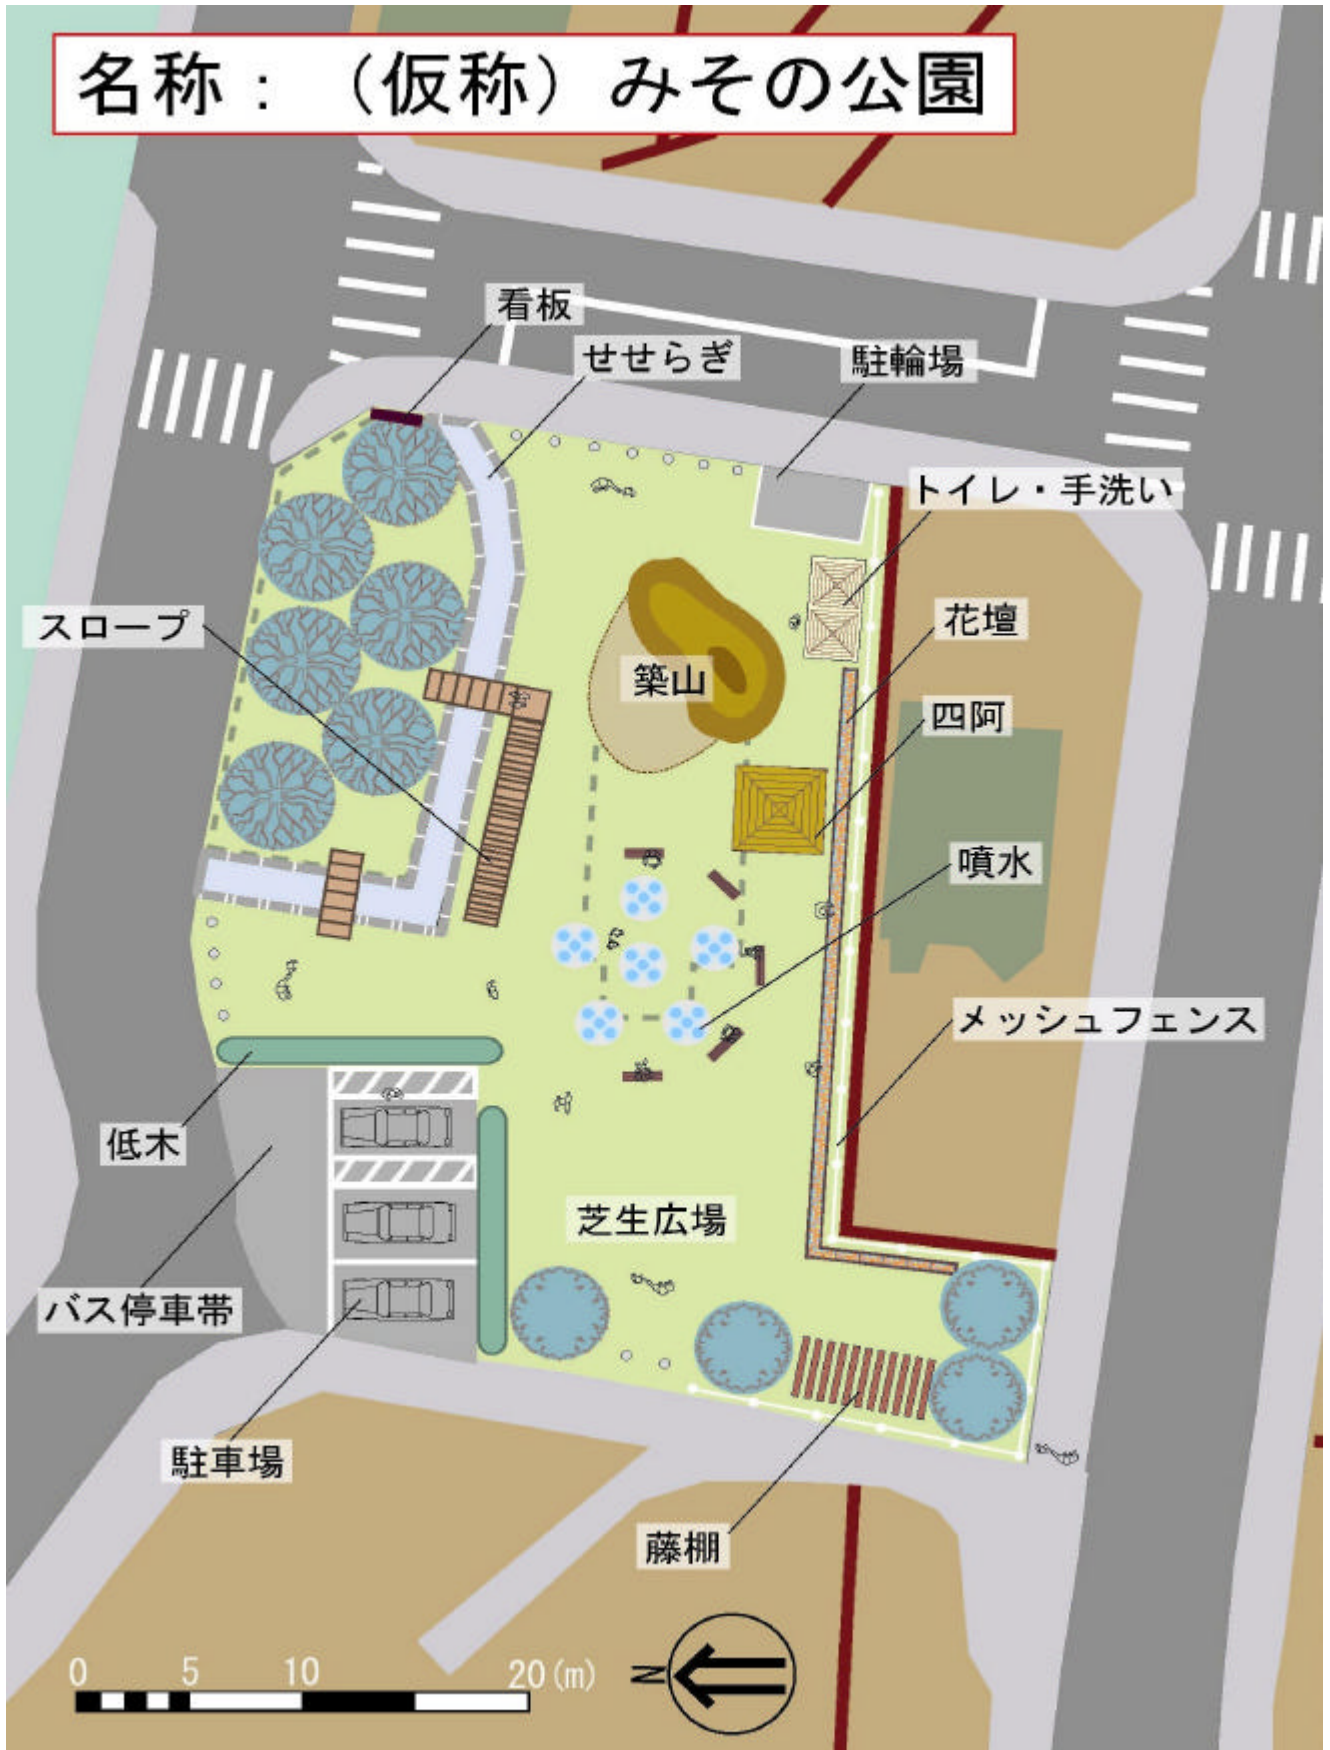 名称：（仮称）みその公園
看板
せせらぎ
駐輪場
トイレ・手洗い
スロープ
花壇
築山
四阿
噴水
メッシュフェンス
低木
芝生広場
バス停車帯
駐車場
藤棚
0 5 10 20(m)
N